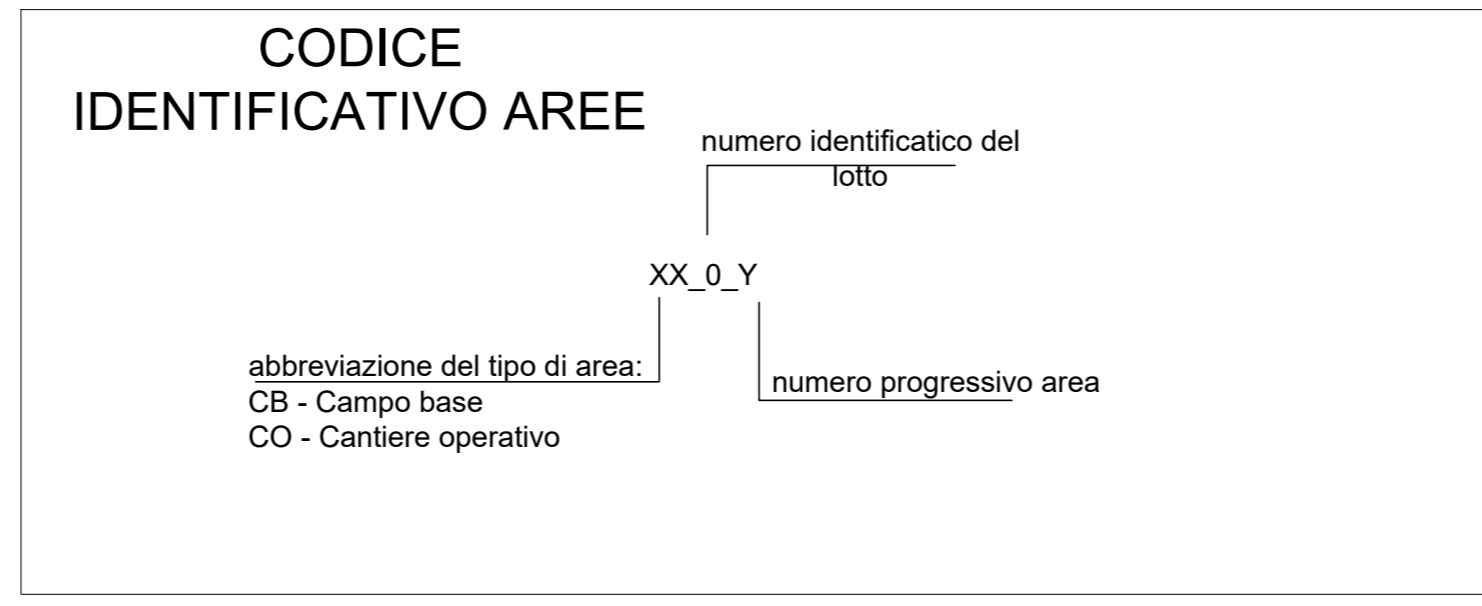 CODICE
IDENTIFICATIVO AREE
numero identificatico del
lotto
XX_0_Y
abbreviazione del tipo di area:
CB - Campo base
CO - Cantiere operativo
numero progressivo area